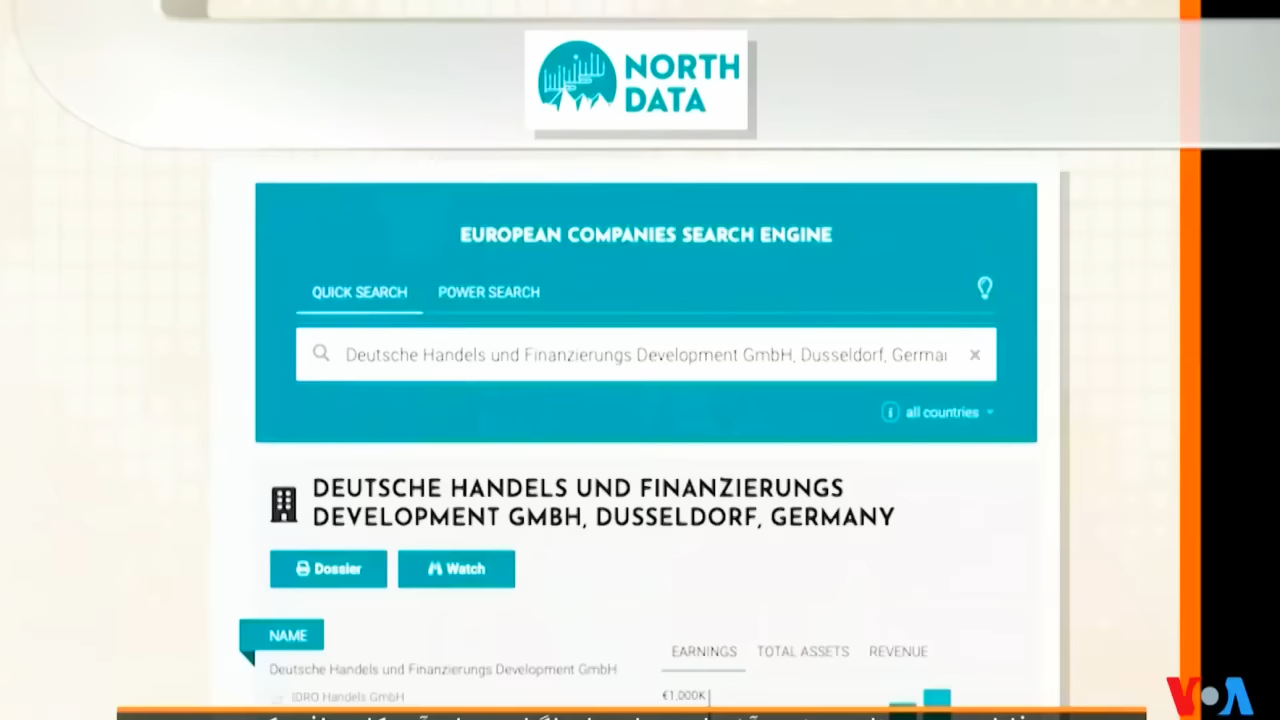 NORTH
DATA
EUROPEAN COMPANIES SEARCH ENGINE
QUICK SEARCH POWER SEARCH
Deutsche Handels und Finanzierungs Development GmbH, Dusseldorf, Germa
i all countries
DEUTSCHE HANDELS UND FINANZIERUNGS
DEVELOPMENT GMBH, DUSSELDORF, GERMANY
Dossier Watch
NAME
EARNINGS TOTAL ASSETS REVENUE
Deutsche Handels und Finanzierungs Development GmbH
IDRO Handels GmbH
€1,000K
VOA